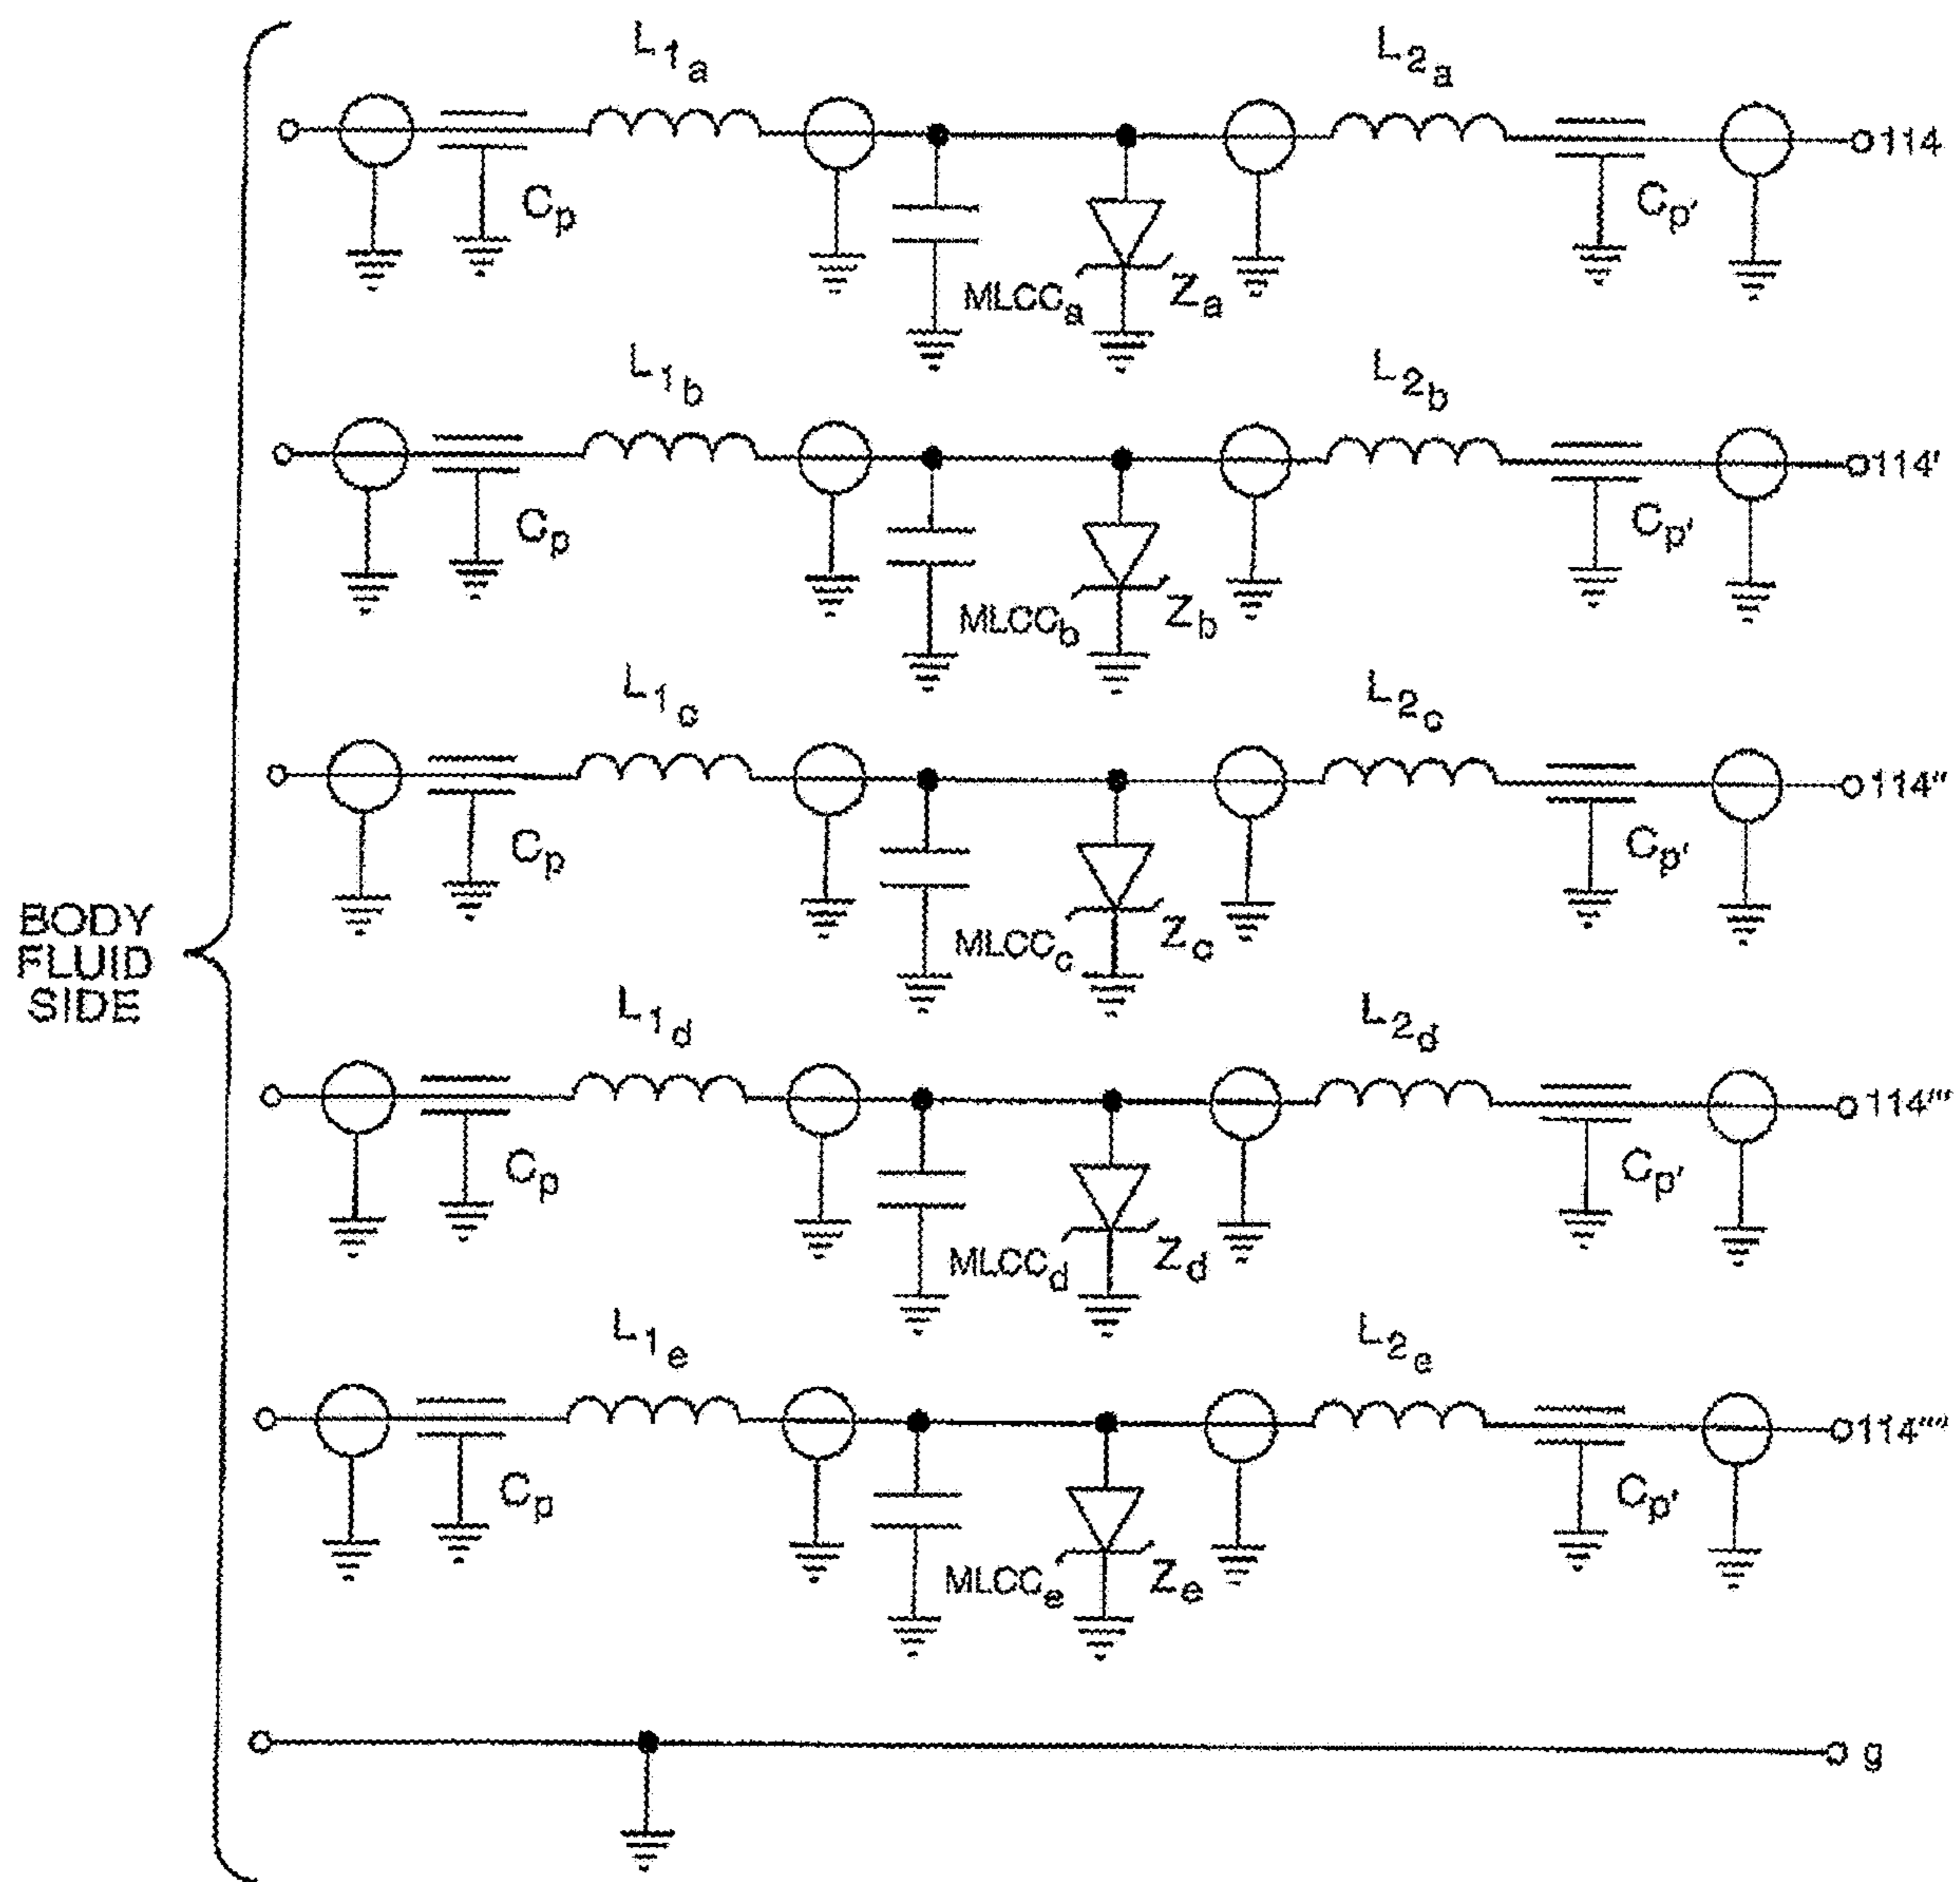 L1a L2a
114
Cp Cp'
MLCCa Za
L1b L2b
114'
Cp Cp'
MLCCb Zb
L1c L2c
114"
Cp Cp'
BODY
FLUID
SIDE
MLCCc Zc
L1d L2d
114'"
Cp Cp'
MLCCd Zd
L1e L2e
114""
Cp Cp'
MLCCe Ze
g